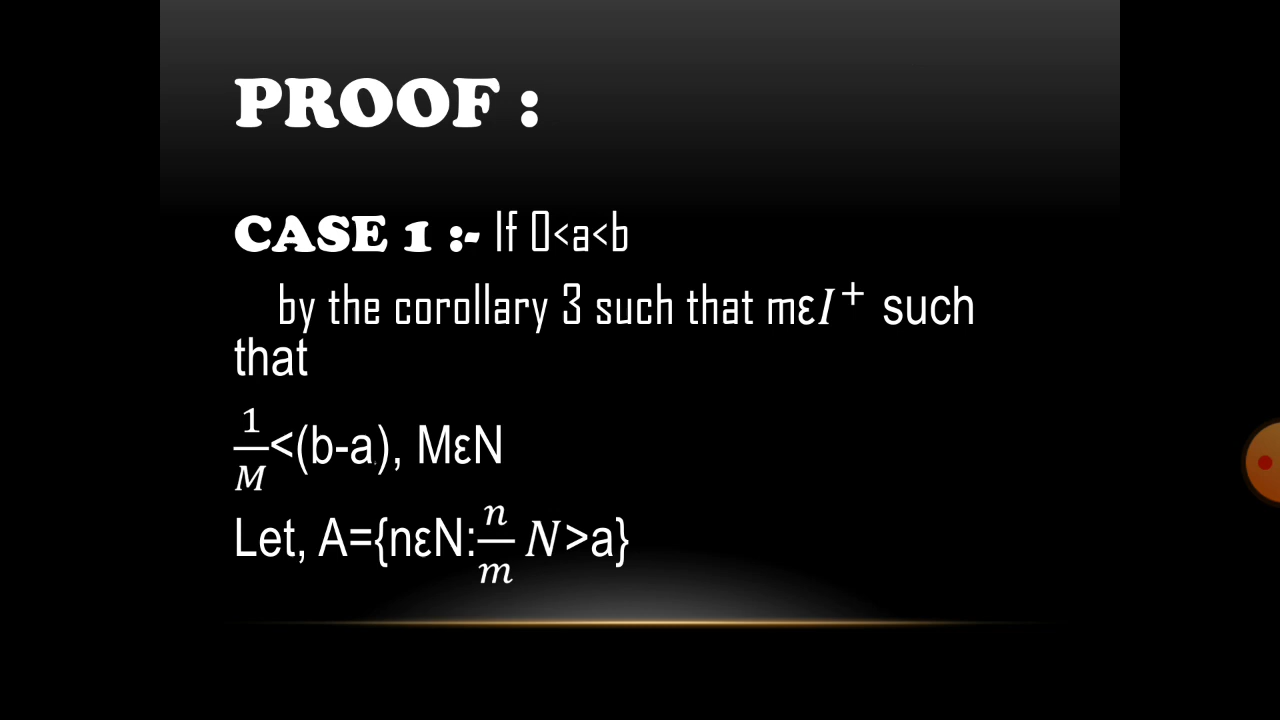 PROOF :
CASE 1 :- If 0<a<b
by the corollary 3 such that mεI⁺ such
that
1/M<(b-a), MεN
Let, A={nεN:n/m N>a}